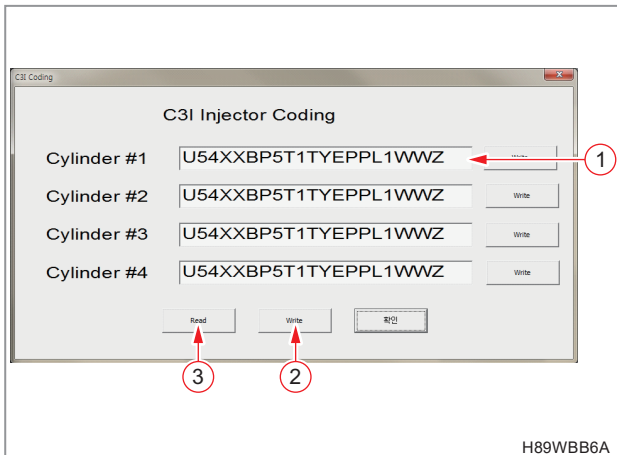 C3I Coding
C3I Injector Coding
Cylinder #1 U54XXBP5T1TYEPPL1WWZ Write 1
Cylinder #2 U54XXBP5T1TYEPPL1WWZ Write
Cylinder #3 U54XXBP5T1TYEPPL1WWZ Write
Cylinder #4 U54XXBP5T1TYEPPL1WWZ Write
Read Write 확인
3 2
H89WBB6A